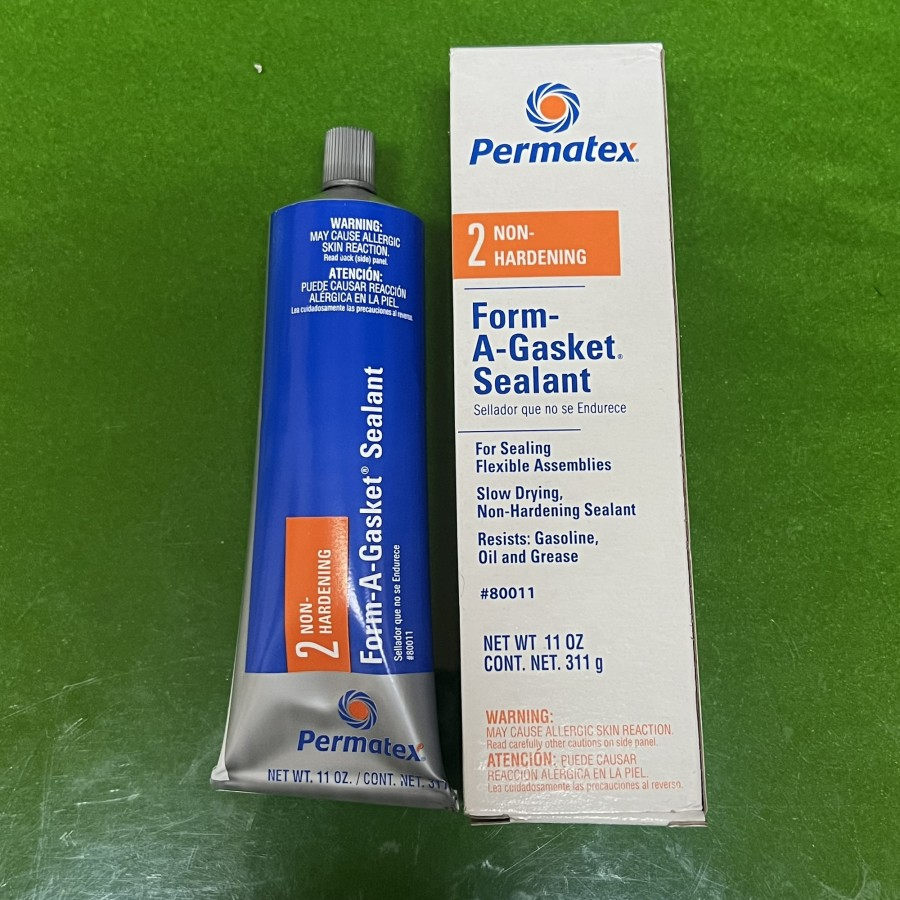 WARNING:
MAY CAUSE ALLERGIC
SKIN REACTION.
Read back (side) panel.
ATENCIÓN:
PUEDE CAUSAR REACCIÓN
ALÉRGICA EN LA PIEL.
Lea cuidadosamente las precauciones al reverso.
2 NON-
HARDENING
Form-A-Gasket® Sealant
Sellador que no se Endurece
#80011
Permatex
NET WT. 11 OZ. / CONT. NET. 311
Permatex®
2 NON-
HARDENING
Form-
A-Gasket®
Sealant
Sellador que no se Endurece
For Sealing
Flexible Assemblies
Slow Drying,
Non-Hardening Sealant
Resists: Gasoline,
Oil and Grease
#80011
NET WT 11 OZ
CONT. NET. 311 g
WARNING:
MAY CAUSE ALLERGIC SKIN REACTION.
Read carefully other cautions on side panel.
ATENCIÓN: PUEDE CAUSAR
REACCIÓN ALÉRGICA EN LA PIEL.
Lea cuidadosamente las precauciones al reverso.